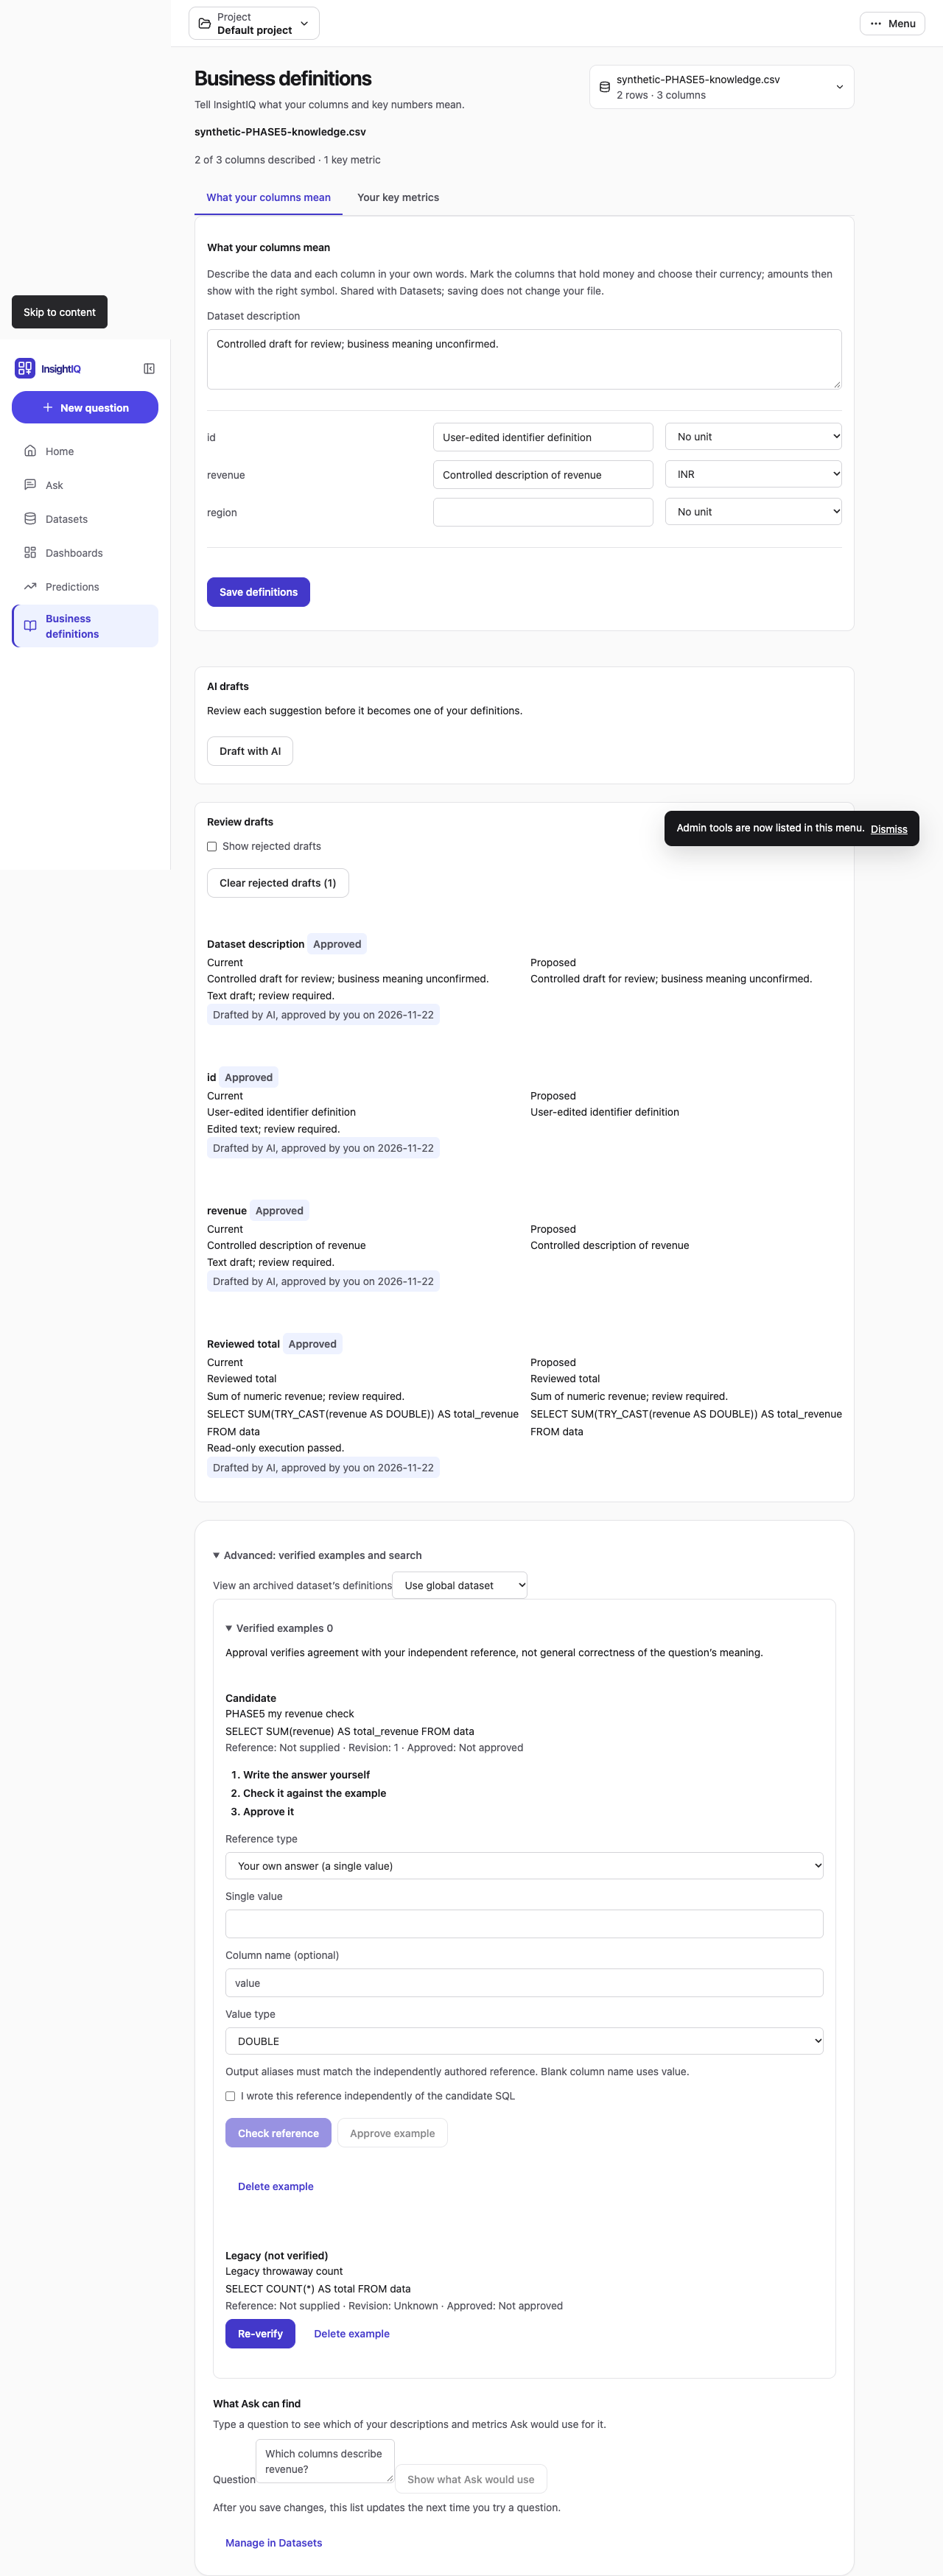 Project
Default project
Menu
Business definitions
Tell InsightIQ what your columns and key numbers mean.
synthetic-PHASE5-knowledge.csv
2 rows · 3 columns
synthetic-PHASE5-knowledge.csv
2 of 3 columns described · 1 key metric
What your columns mean
Your key metrics
What your columns mean
Describe the data and each column in your own words. Mark the columns that hold money and choose their currency; amounts then
show with the right symbol. Shared with Datasets; saving does not change your file.
Dataset description
Controlled draft for review; business meaning unconfirmed.
id
User-edited identifier definition
No unit
revenue
Controlled description of revenue
INR
region
No unit
Save definitions
Skip to content
InsightIQ
New question
Home
Ask
Datasets
Dashboards
Predictions
Business
definitions
AI drafts
Review each suggestion before it becomes one of your definitions.
Draft with AI
Review drafts
Show rejected drafts
Clear rejected drafts (1)
Admin tools are now listed in this menu. Dismiss
Dataset description Approved
Current
Controlled draft for review; business meaning unconfirmed.
Text draft; review required.
Proposed
Controlled draft for review; business meaning unconfirmed.
Drafted by AI, approved by you on 2026-11-22
id Approved
Current
User-edited identifier definition
Edited text; review required.
Proposed
User-edited identifier definition
Drafted by AI, approved by you on 2026-11-22
revenue Approved
Current
Controlled description of revenue
Text draft; review required.
Proposed
Controlled description of revenue
Drafted by AI, approved by you on 2026-11-22
Reviewed total Approved
Current
Reviewed total
Sum of numeric revenue; review required.
SELECT SUM(TRY_CAST(revenue AS DOUBLE)) AS total_revenue
FROM data
Read-only execution passed.
Proposed
Reviewed total
Sum of numeric revenue; review required.
SELECT SUM(TRY_CAST(revenue AS DOUBLE)) AS total_revenue
FROM data
Drafted by AI, approved by you on 2026-11-22
Advanced: verified examples and search
View an archived dataset's definitions
Use global dataset
Verified examples 0
Approval verifies agreement with your independent reference, not general correctness of the question's meaning.
Candidate
PHASE5 my revenue check
SELECT SUM(revenue) AS total_revenue FROM data
Reference: Not supplied · Revision: 1 · Approved: Not approved
1. Write the answer yourself
2. Check it against the example
3. Approve it
Reference type
Your own answer (a single value)
Single value
Column name (optional)
value
Value type
DOUBLE
Output aliases must match the independently authored reference. Blank column name uses value.
I wrote this reference independently of the candidate SQL
Check reference
Approve example
Delete example
Legacy (not verified)
Legacy throwaway count
SELECT COUNT(*) AS total FROM data
Reference: Not supplied · Revision: Unknown · Approved: Not approved
Re-verify
Delete example
What Ask can find
Type a question to see which of your descriptions and metrics Ask would use for it.
Question
Which columns describe
revenue?
Show what Ask would use
After you save changes, this list updates the next time you try a question.
Manage in Datasets